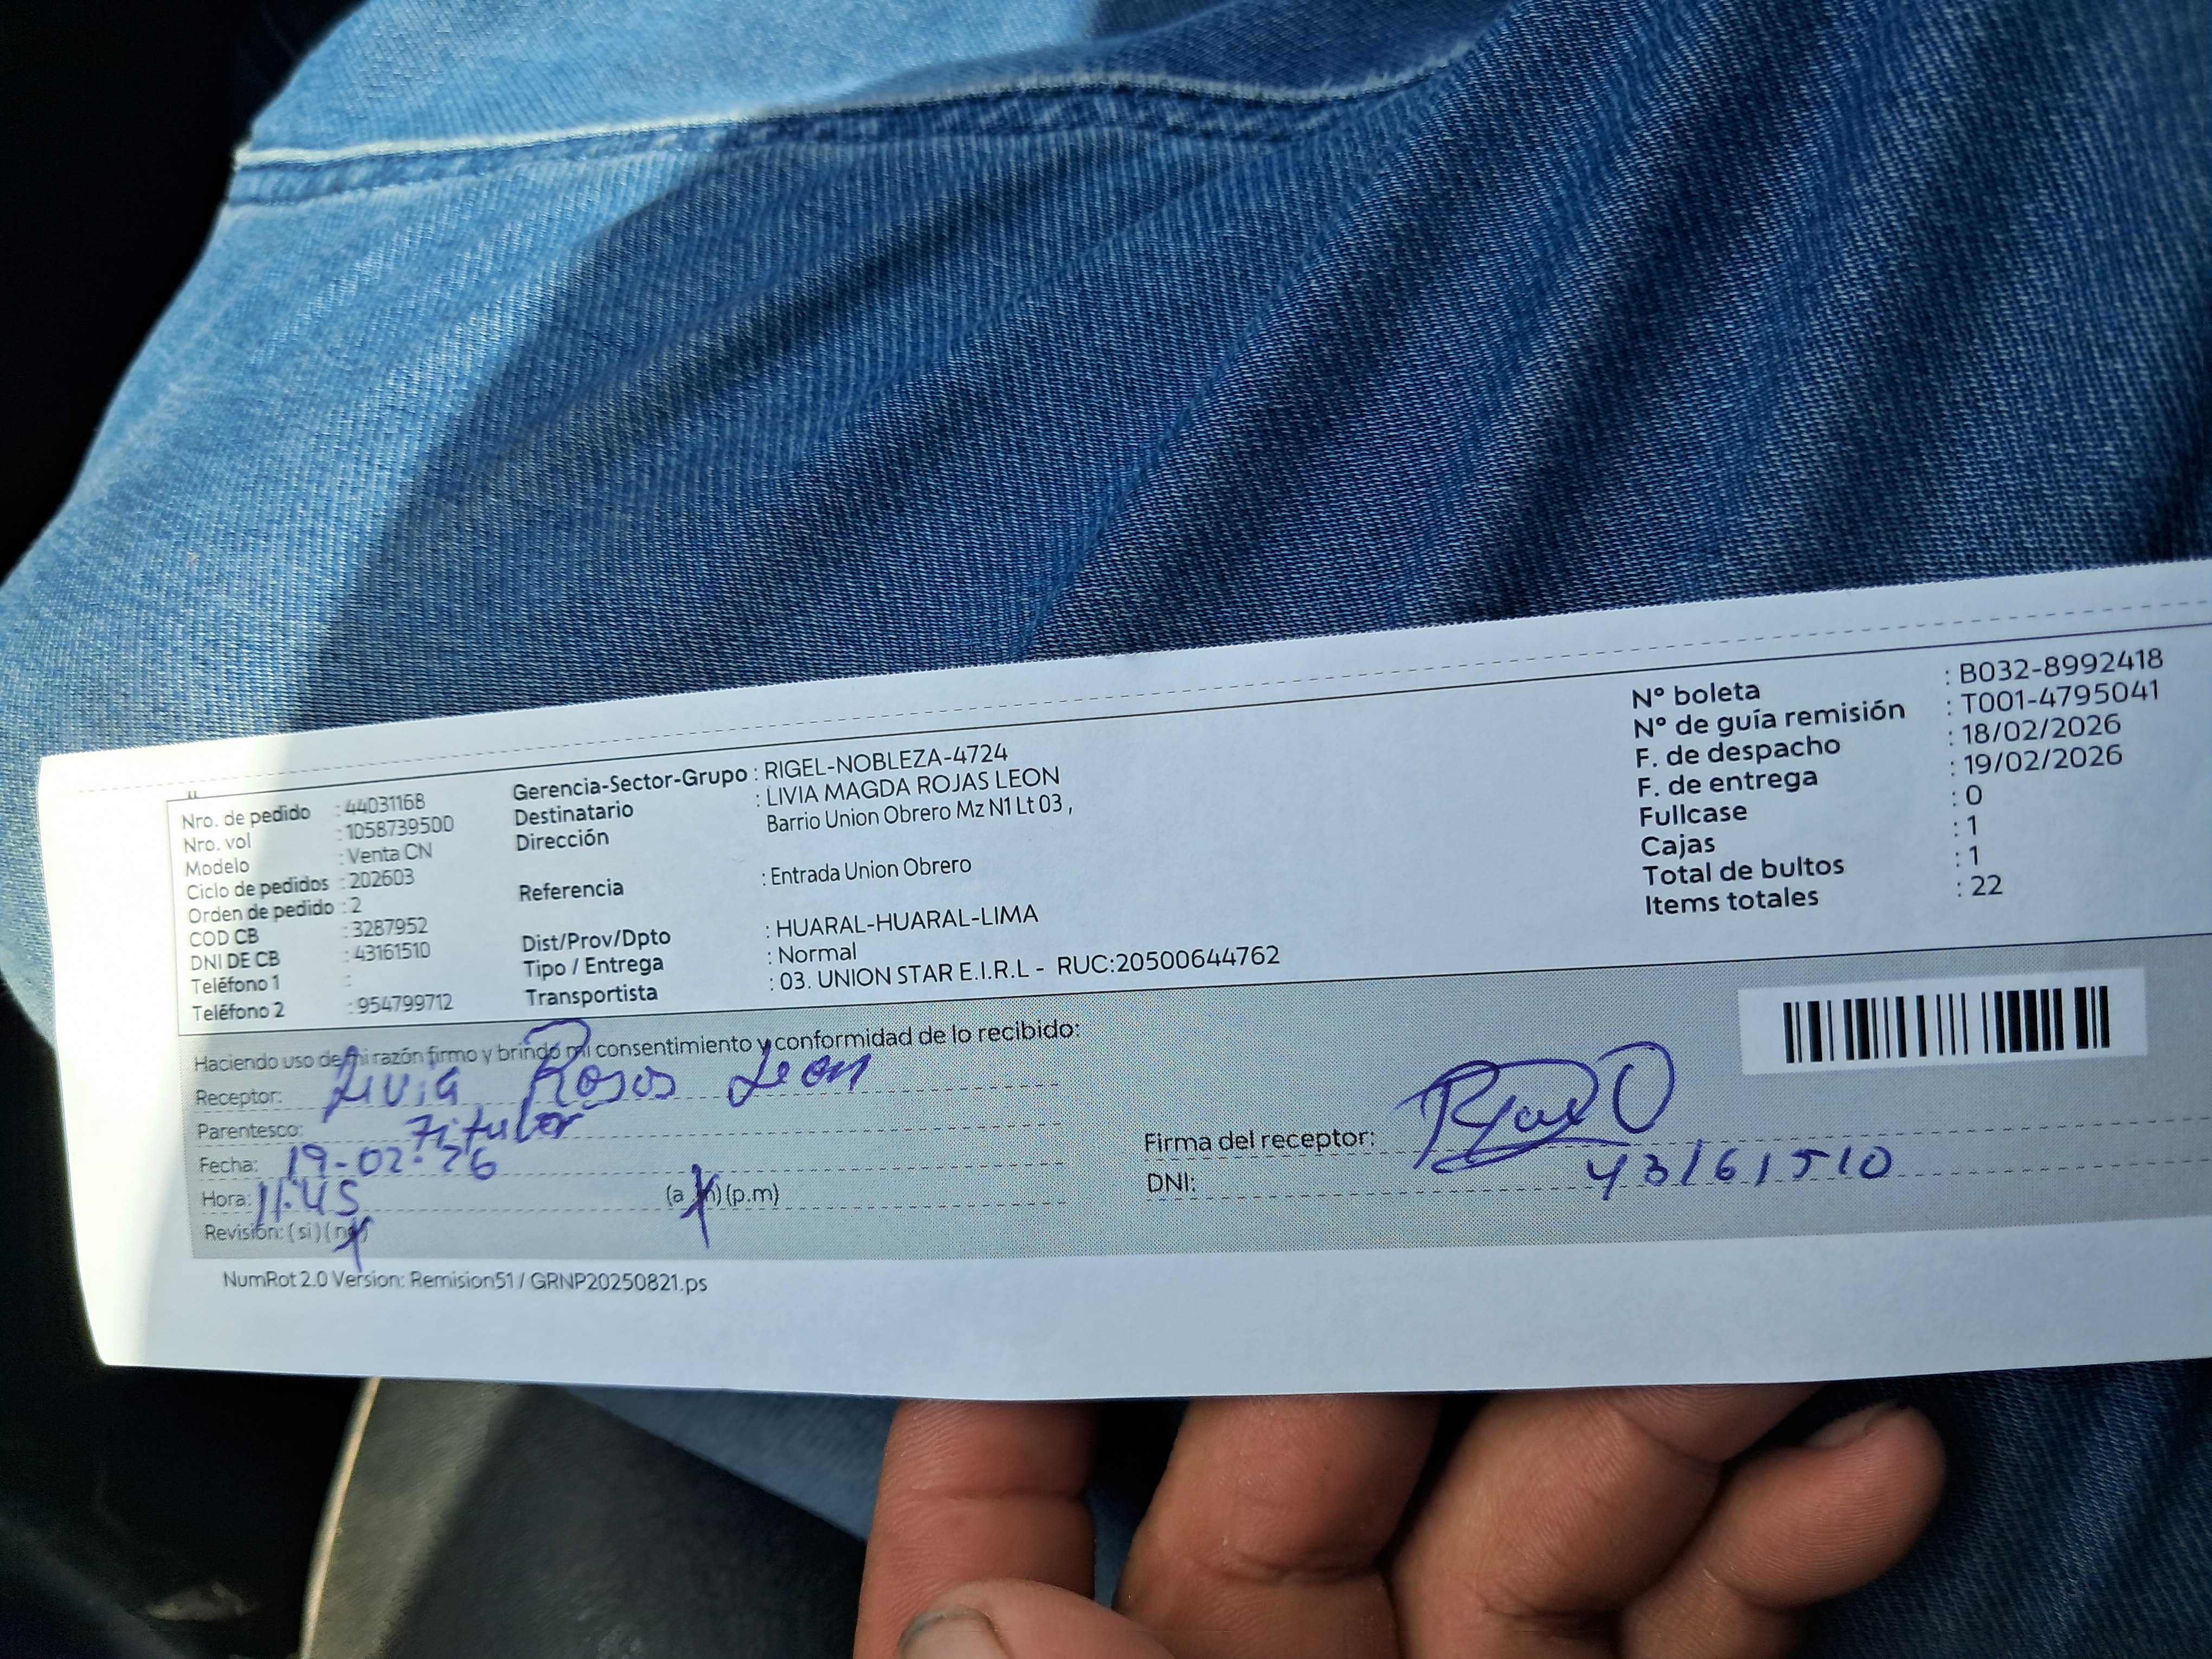 Nro. de pedido : 44031168
Nro. vol : 1058739500
Modelo : Venta CN
Ciclo de pedidos : 202603
Orden de pedido : 2
COD CB : 3287952
DNI DE CB : 43161510
Teléfono 1 :
Teléfono 2 : 954799712
Gerencia-Sector-Grupo : RIGEL-NOBLEZA-4724
Destinatario : LIVIA MAGDA ROJAS LEON
Dirección Barrio Union Obrero Mz N1 Lt 03 ,
Referencia : Entrada Union Obrero
Dist/Prov/Dpto : HUARAL-HUARAL-LIMA
Tipo / Entrega : Normal
Transportista : 03. UNION STAR E.I.R.L - RUC:20500644762
N° boleta : B032-8992418
N° de guía remisión : T001-4795041
F. de despacho : 18/02/2026
F. de entrega : 19/02/2026
Fullcase : 0
Cajas : 1
Total de bultos : 1
Items totales : 22
Haciendo uso de mi razón firmo y brindo mi consentimiento y conformidad de lo recibido:
Receptor: Livia Rojas Leon
Parentesco: Titular
Fecha: 19-02-26
Hora: 11:45 (a.m) (p.m)
Revisión: (si) (no)
Firma del receptor:
DNI: 43161510
NumRot 2.0 Version: Remision51 / GRNP20250821.ps